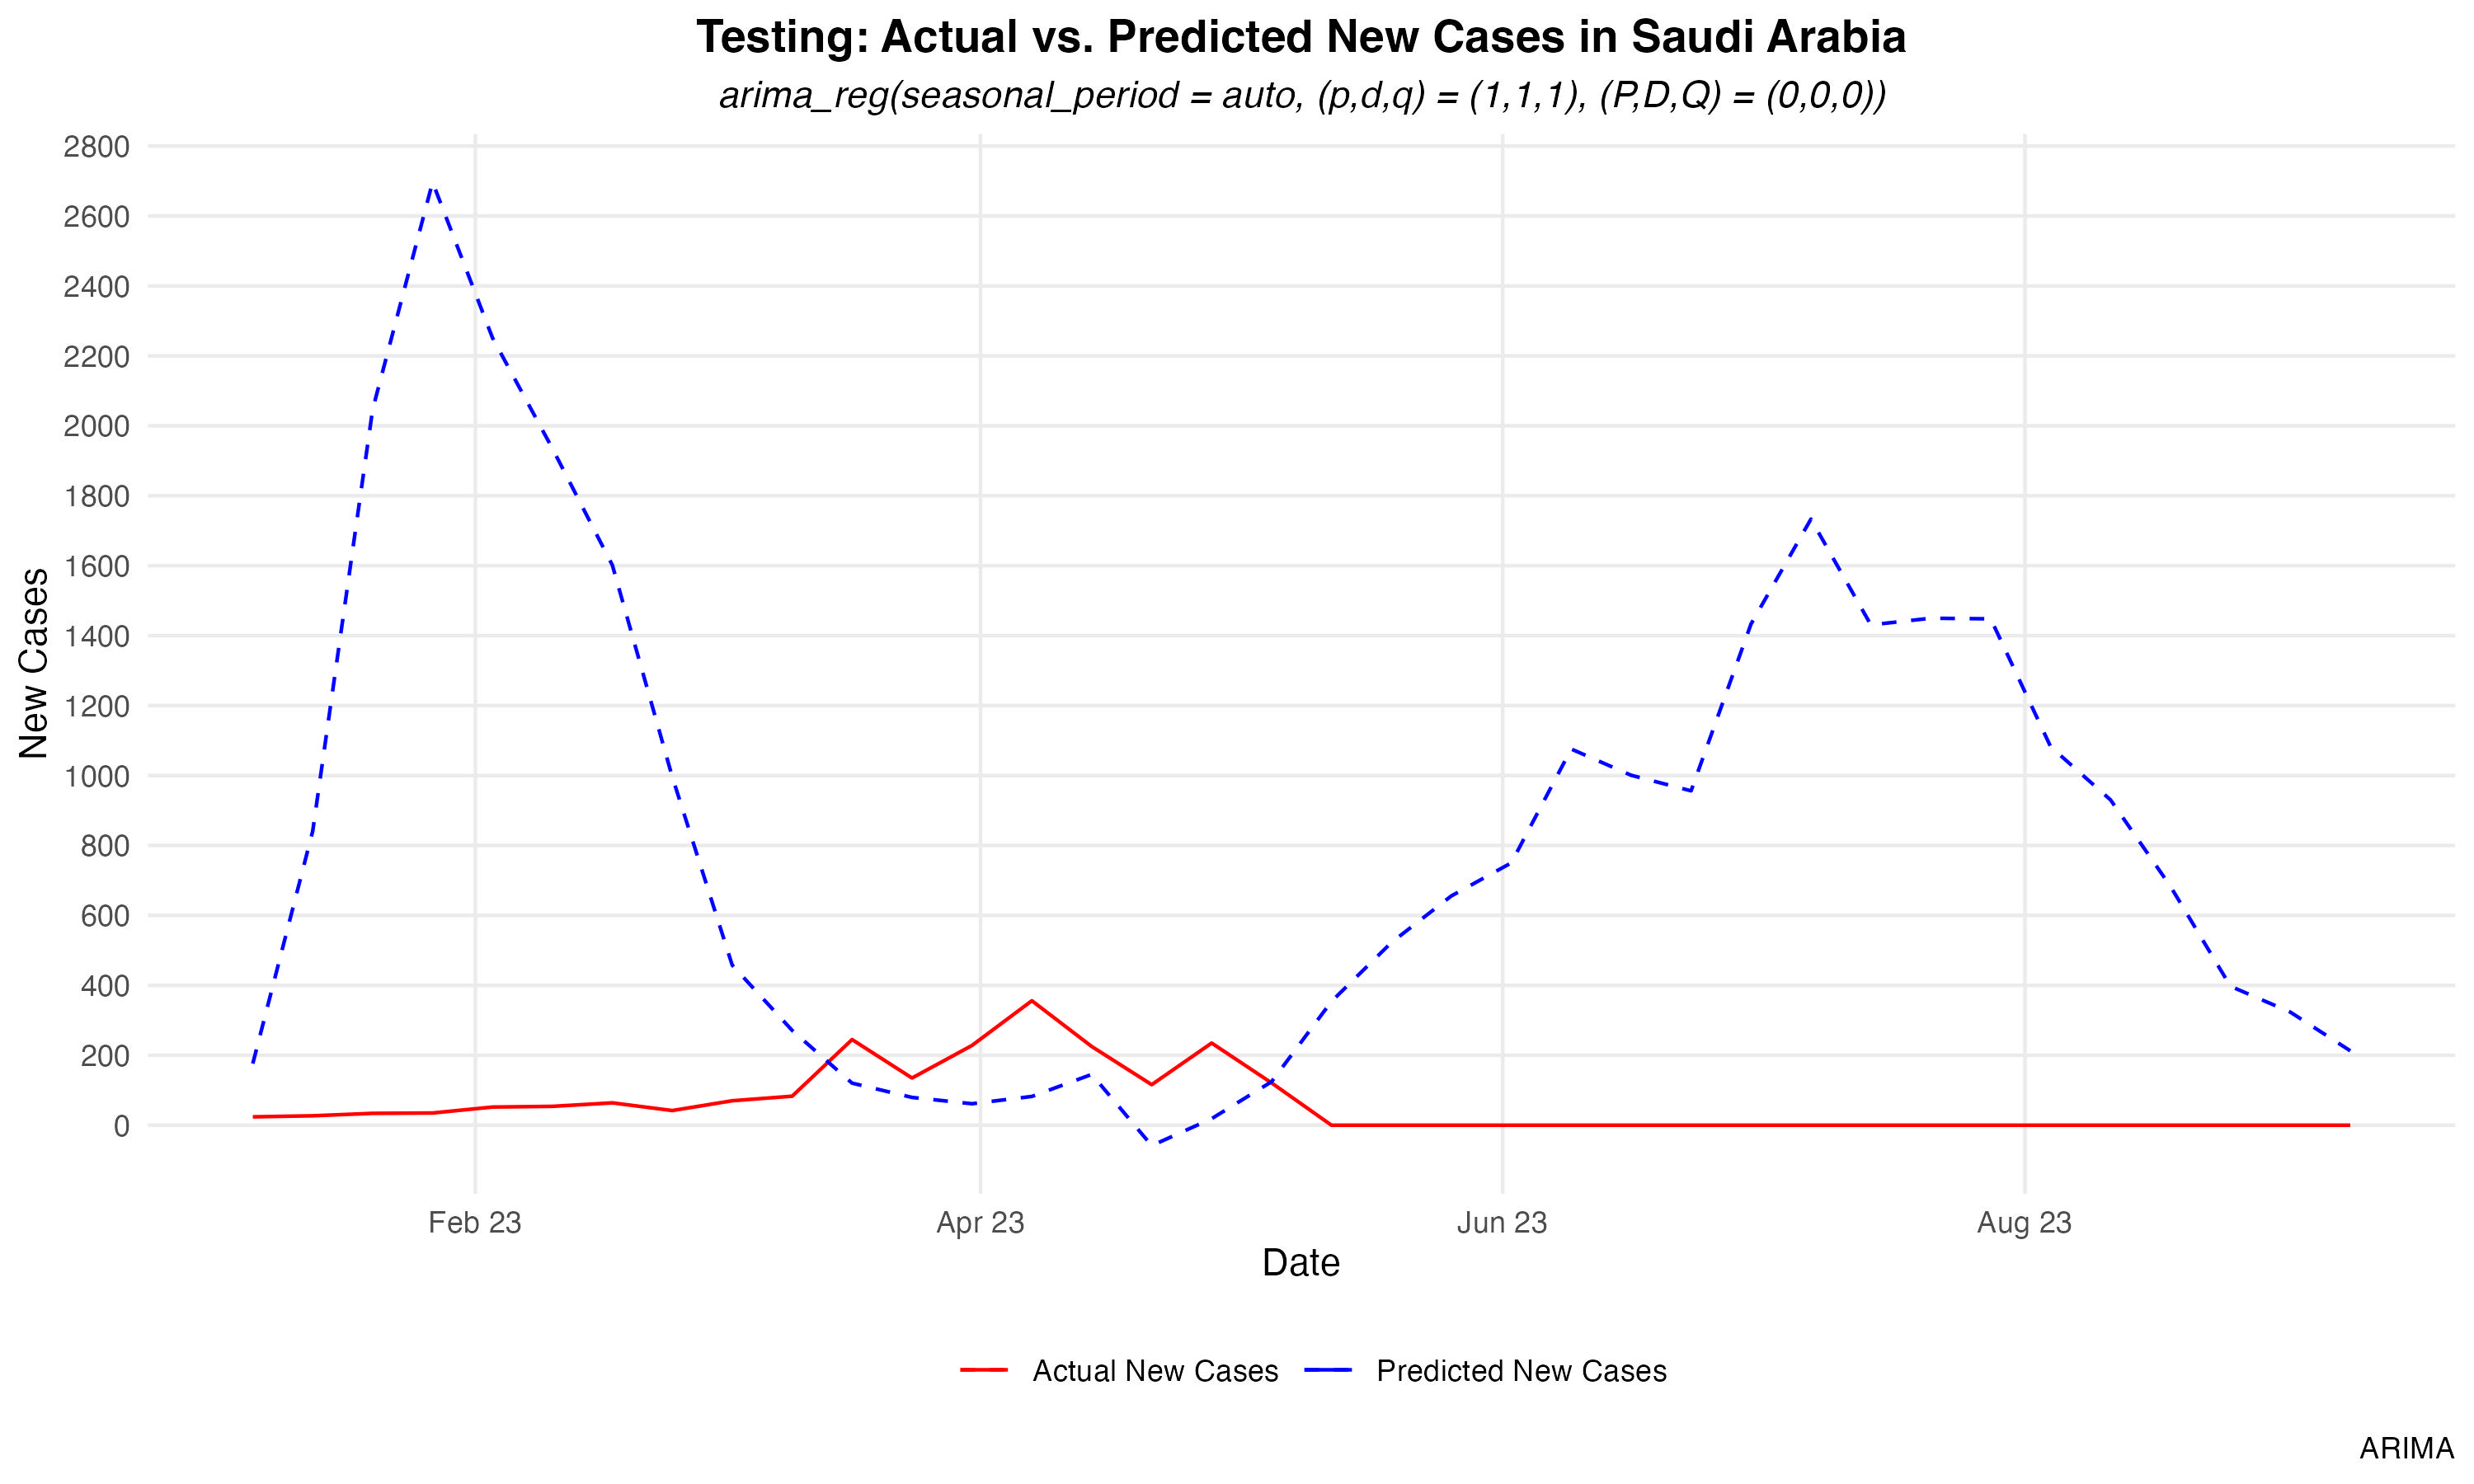 Testing: Actual vs. Predicted New Cases in Saudi Arabia
arima_reg(seasonal_period = auto, (p,d,q) = (1,1,1), (P,D,Q) = (0,0,0))
2800
2600
2400
2200
2000
1800
1600
1400
1200
1000
800
600
400
200
0
New Cases
Feb 23 Apr 23 Jun 23 Aug 23
Date
Actual New Cases Predicted New Cases
ARIMA